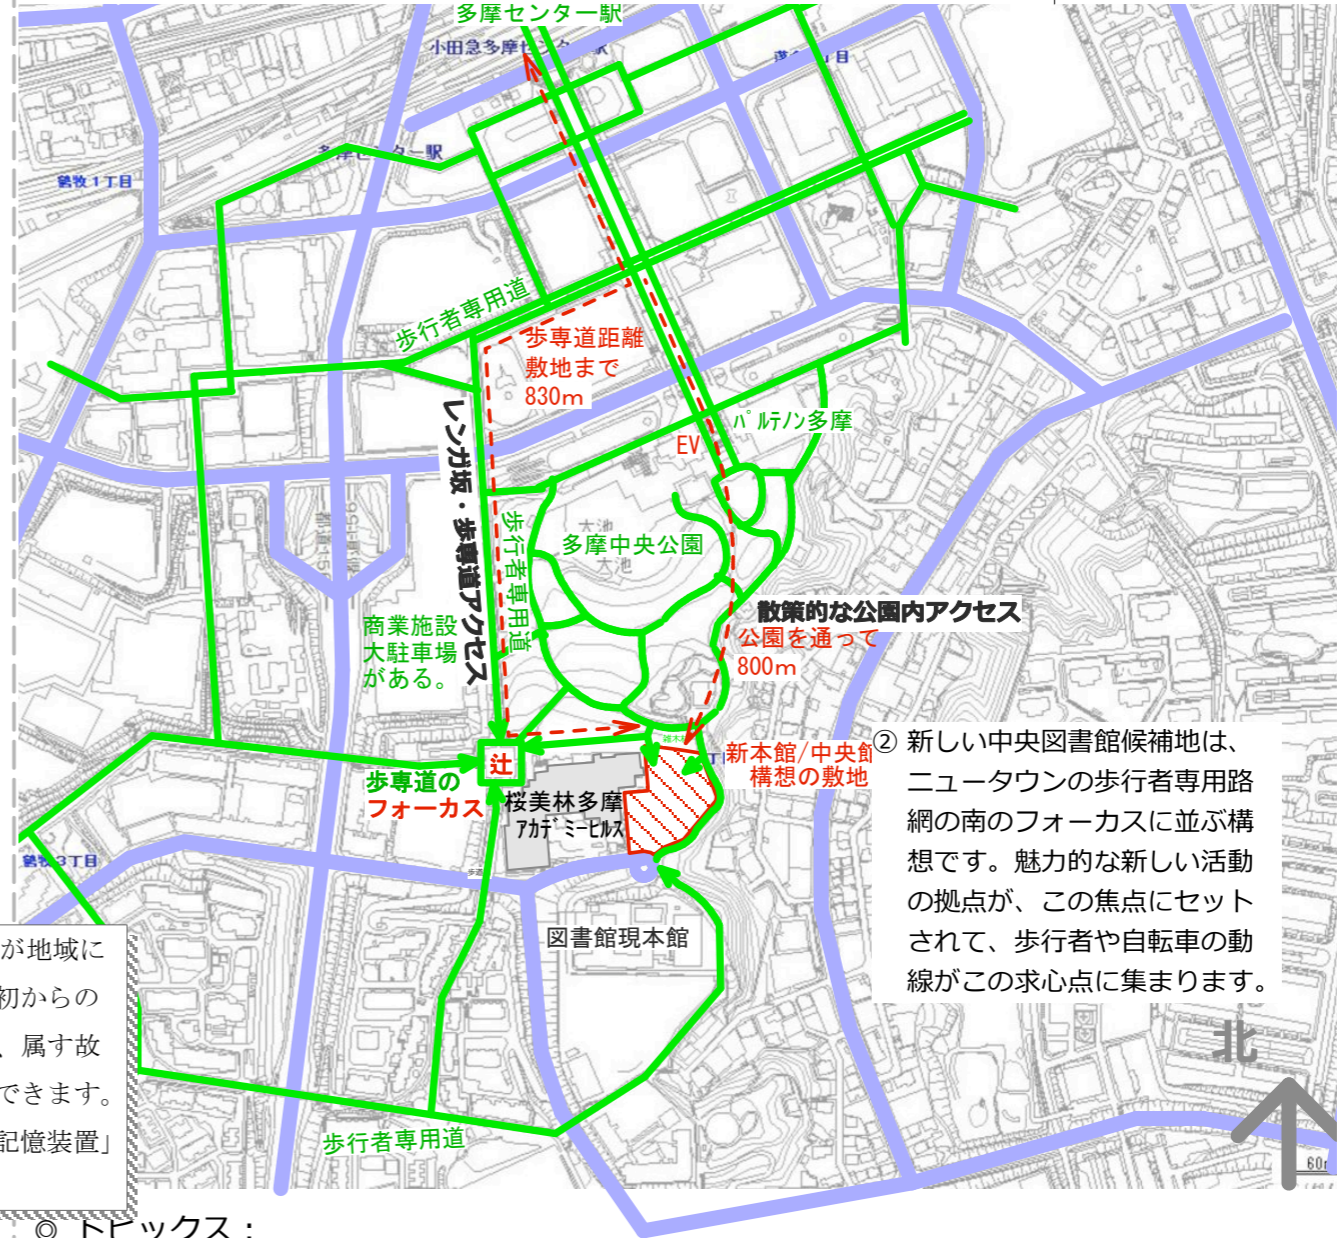 多摩センター駅
小田急多摩センター駅
落合1丁目
多摩センター駅
鶴牧1丁目
歩行者専用道
歩専道距離
敷地まで
830m
パルテノン多摩
EV
レンガ坂・歩専道アクセス
歩行者専用道
大池
多摩中央公園
大池
散策的な公園内アクセス
公園を通って
800m
商業施設
大駐車場
がある。
辻
歩専道の
フォーカス
桜美林多摩
アカデミーヒルズ
新本館/中央館
構想の敷地
② 新しい中央図書館候補地は、
ニュータウンの歩行者専用路
網の南のフォーカスに並ぶ構
想です。魅力的な新しい活動
の拠点が、この焦点にセット
されて、歩行者や自転車の動
線がこの求心点に集まります。
鶴牧3丁目
図書館現本館
が地域に
初からの
、属す故
できます。
記憶装置」
北
歩行者専用道
60m
◎ トピックス：